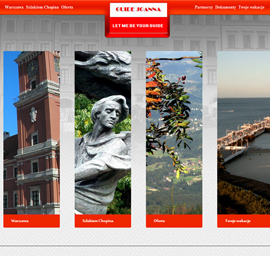 Warszawa Szlakiem Chopina Oferta
GUIDE JOANNA
LET ME BE YOUR GUIDE
Partnerzy Dokumenty Twoje wakacje
Warszawa
Szlakiem Chopina
Oferta
Twoje wakacje